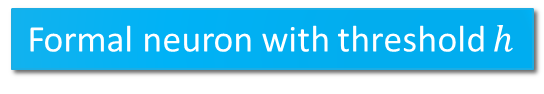 Formal neuron with threshold ℎ